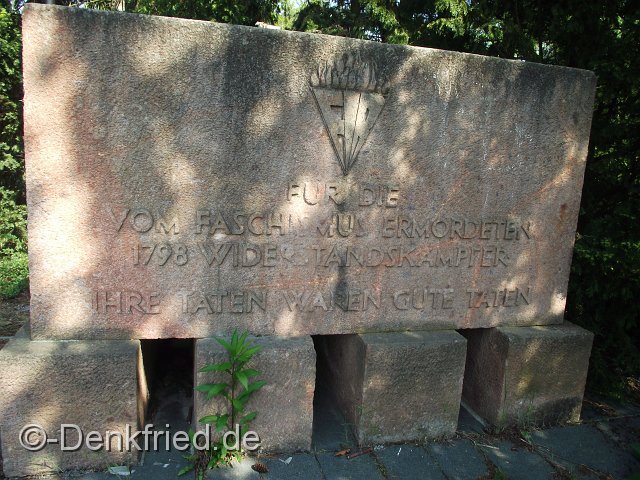 FÜR DIE
VOM FASCHISMUS ERMORDETEN
1798 WIDERSTANDSKÄMPFER
IHRE TATEN WAREN GUTE TATEN
©-Denkfried.de